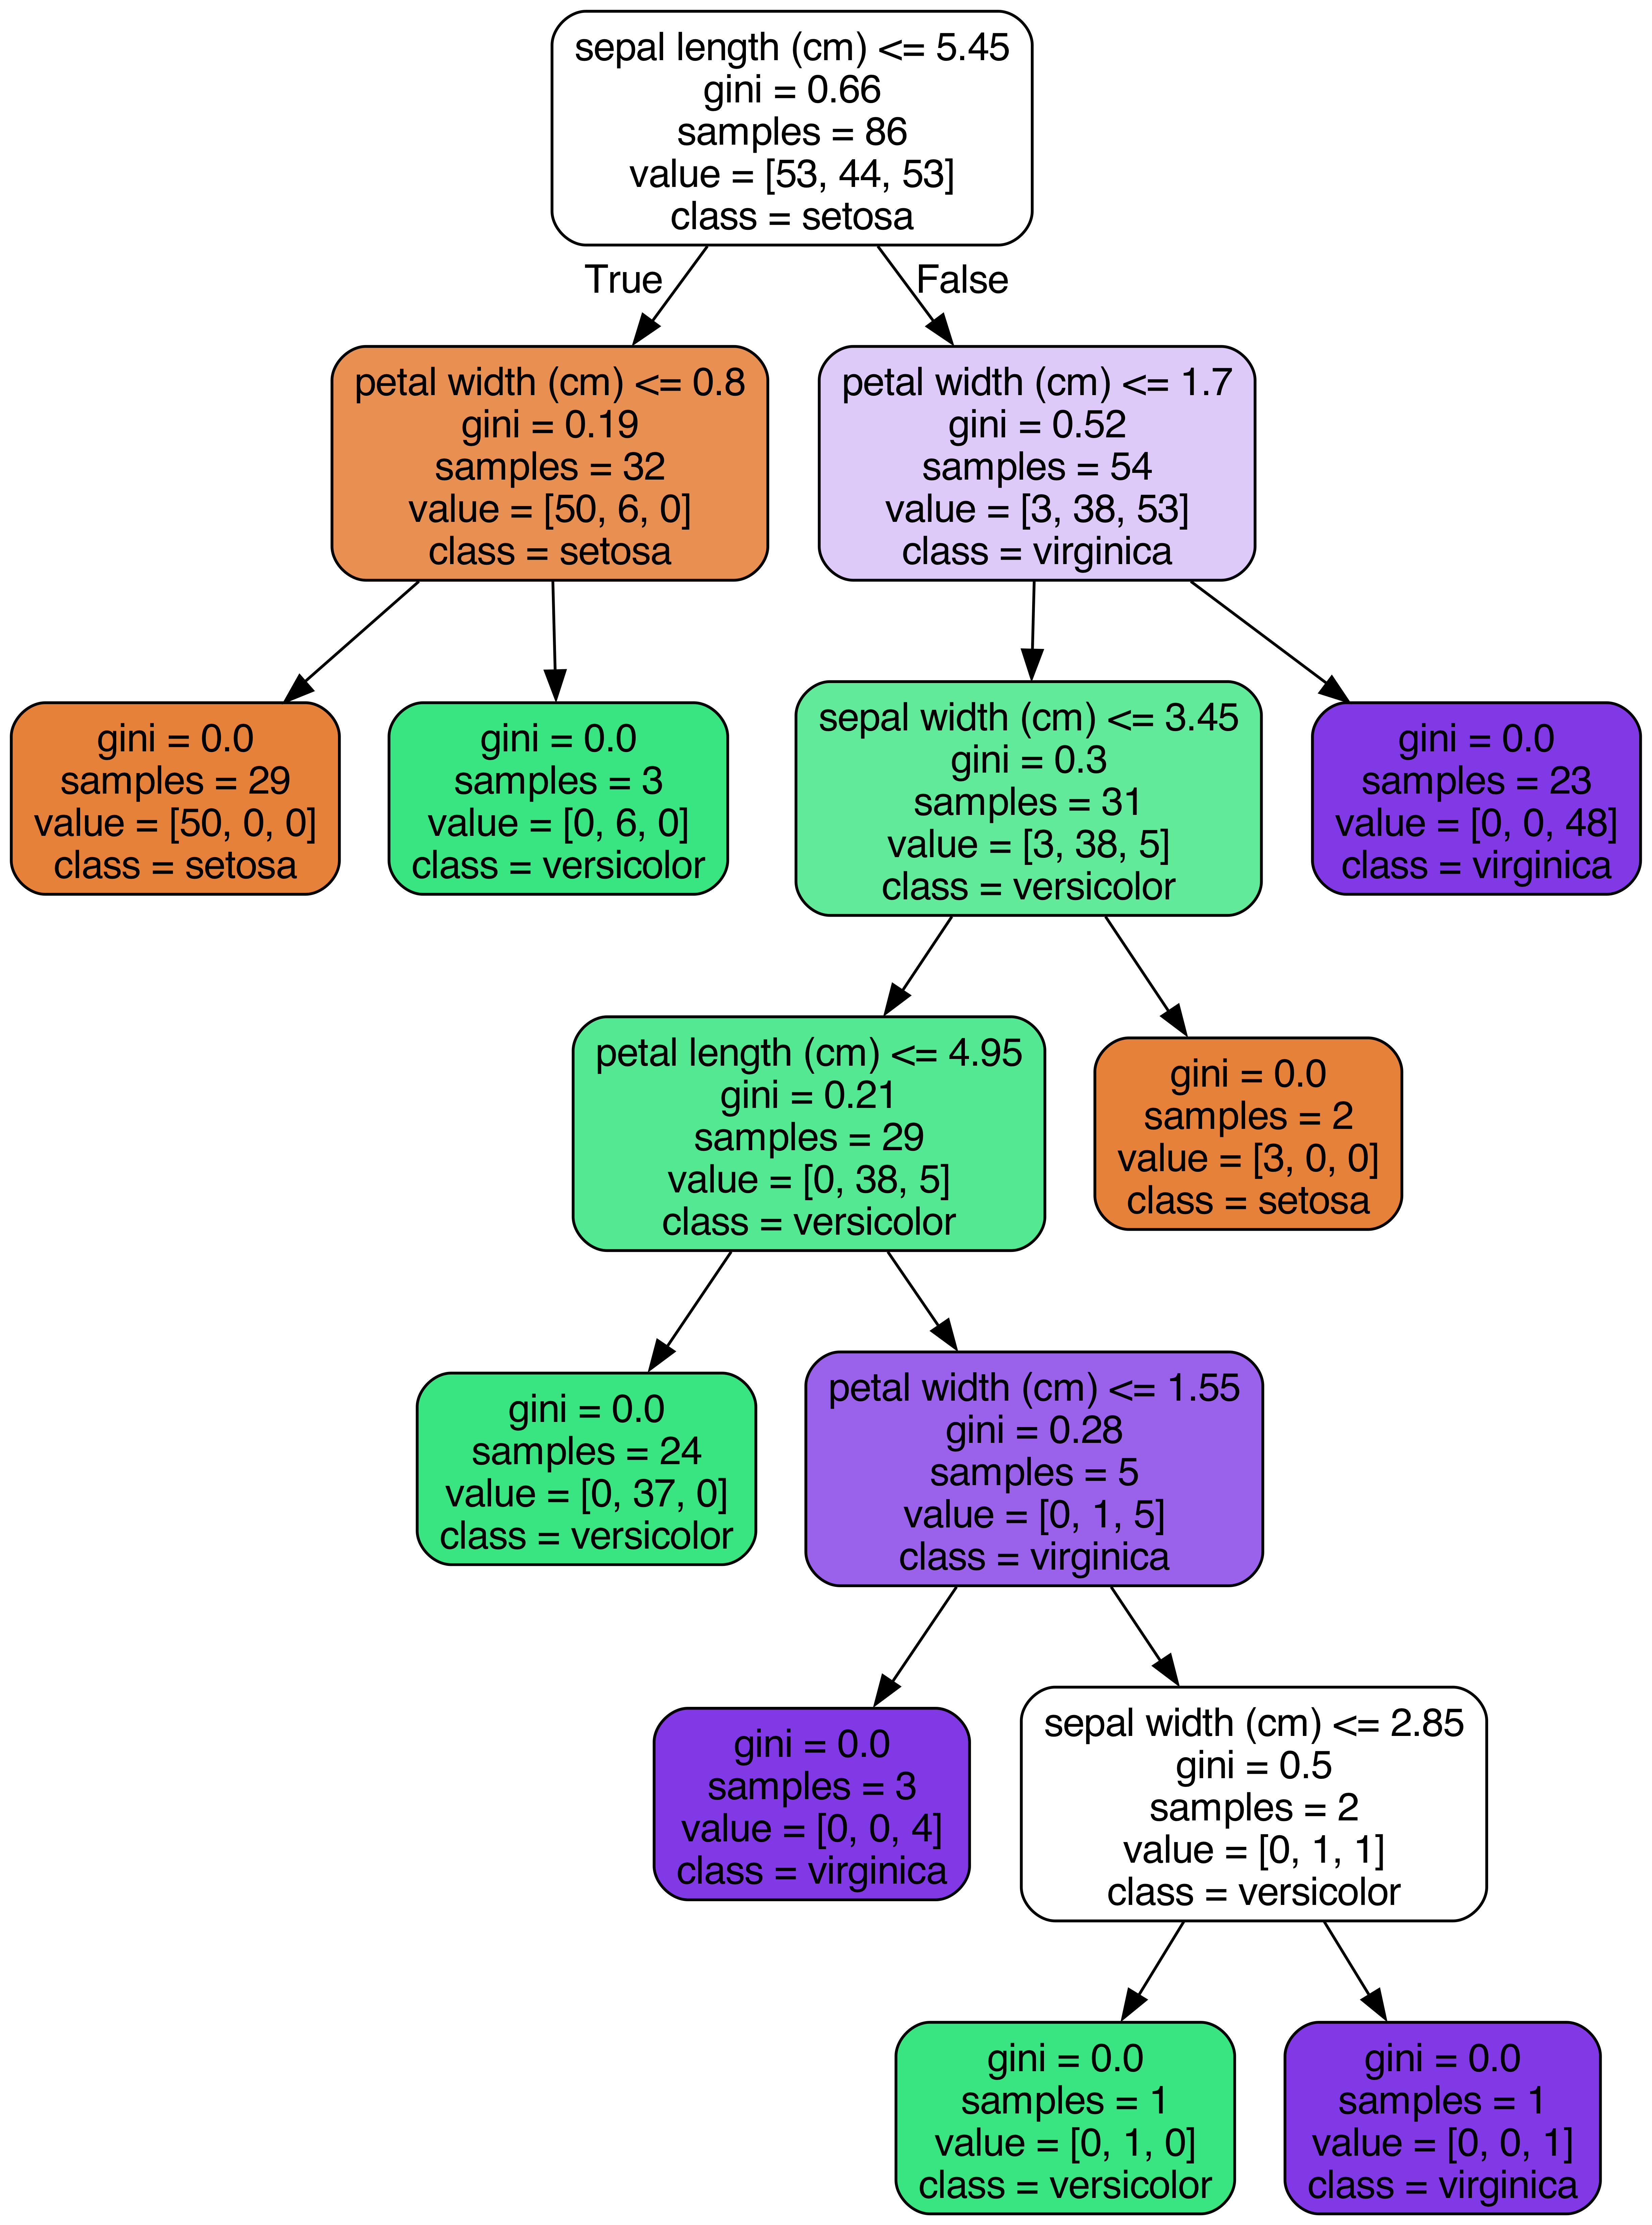 sepal length (cm) <= 5.45
gini = 0.66
samples = 86
value = [53, 44, 53]
class = setosa
True
False
petal width (cm) <= 0.8
gini = 0.19
samples = 32
value = [50, 6, 0]
class = setosa
petal width (cm) <= 1.7
gini = 0.52
samples = 54
value = [3, 38, 53]
class = virginica
gini = 0.0
samples = 29
value = [50, 0, 0]
class = setosa
gini = 0.0
samples = 3
value = [0, 6, 0]
class = versicolor
sepal width (cm) <= 3.45
gini = 0.3
samples = 31
value = [3, 38, 5]
class = versicolor
gini = 0.0
samples = 23
value = [0, 0, 48]
class = virginica
petal length (cm) <= 4.95
gini = 0.21
samples = 29
value = [0, 38, 5]
class = versicolor
gini = 0.0
samples = 2
value = [3, 0, 0]
class = setosa
gini = 0.0
samples = 24
value = [0, 37, 0]
class = versicolor
petal width (cm) <= 1.55
gini = 0.28
samples = 5
value = [0, 1, 5]
class = virginica
gini = 0.0
samples = 3
value = [0, 0, 4]
class = virginica
sepal width (cm) <= 2.85
gini = 0.5
samples = 2
value = [0, 1, 1]
class = versicolor
gini = 0.0
samples = 1
value = [0, 1, 0]
class = versicolor
gini = 0.0
samples = 1
value = [0, 0, 1]
class = virginica